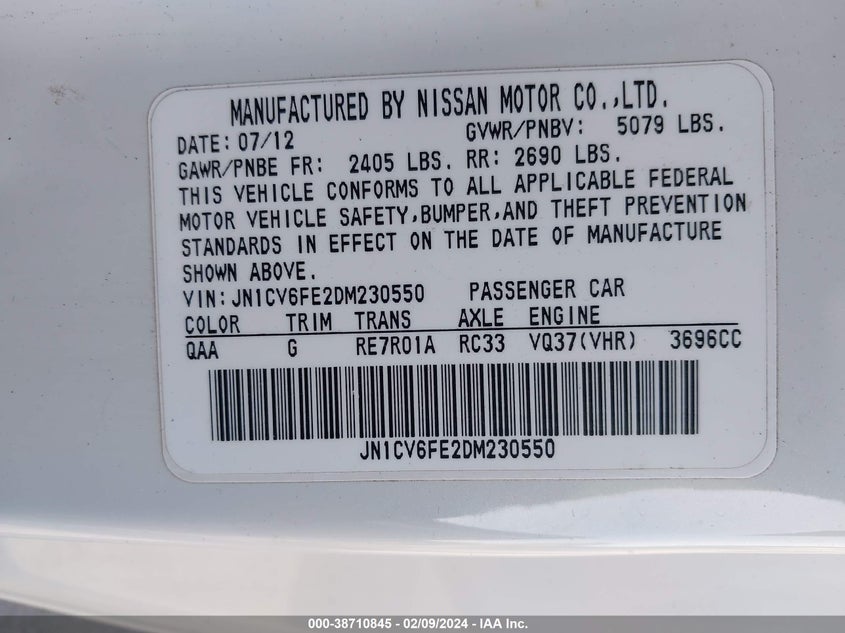 MANUFACTURED BY NISSAN MOTOR CO.,LTD.
DATE: 07/12 GVWR/PNBV: 5079 LBS.
GAWR/PNBE FR: 2405 LBS. RR: 2690 LBS.
THIS VEHICLE CONFORMS TO ALL APPLICABLE FEDERAL
MOTOR VEHICLE SAFETY,BUMPER,AND THEFT PREVENTION
STANDARDS IN EFFECT ON THE DATE OF MANUFACTURE
SHOWN ABOVE.
VIN:JN1CV6FE2DM230550 PASSENGER CAR
COLOR TRIM TRANS AXLE ENGINE
QAA G RE7R01A RC33 VQ37(VHR) 3696CC
JN1CV6FE2DM230550
000-38710845 | 02/09/2024 | IAA Inc.